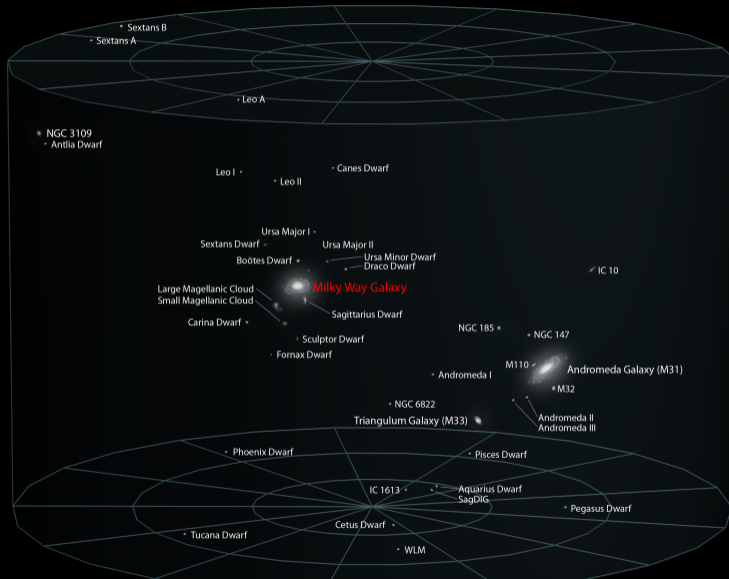 Sextans B
Sextans A
Leo A
NGC 3109
Antlia Dwarf
Canes Dwarf
Leo I
Leo II
Ursa Major I
Sextans Dwarf
Ursa Major II
Ursa Minor Dwarf
Boötes Dwarf
Draco Dwarf
IC 10
Milky Way Galaxy
Large Magellanic Cloud
Small Magellanic Cloud
Sagittarius Dwarf
Carina Dwarf
NGC 185
NGC 147
Sculptor Dwarf
Fornax Dwarf
M110
Andromeda Galaxy (M31)
Andromeda I
M32
NGC 6822
Andromeda II
Triangulum Galaxy (M33)
Andromeda III
Phoenix Dwarf
Pisces Dwarf
IC 1613
Aquarius Dwarf
SagDIG
Pegasus Dwarf
Cetus Dwarf
Tucana Dwarf
WLM